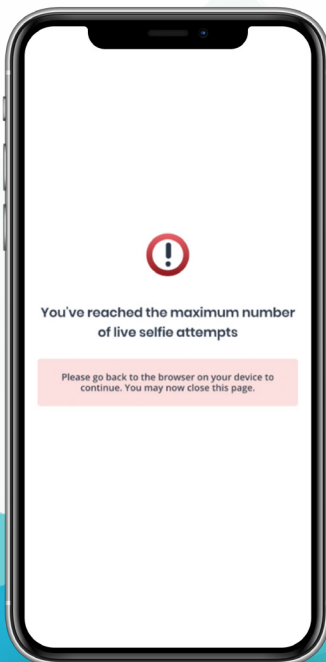 You've reached the maximum number
of live selfie attempts
Please go back to the browser on your device to
continue. You may now close this page.